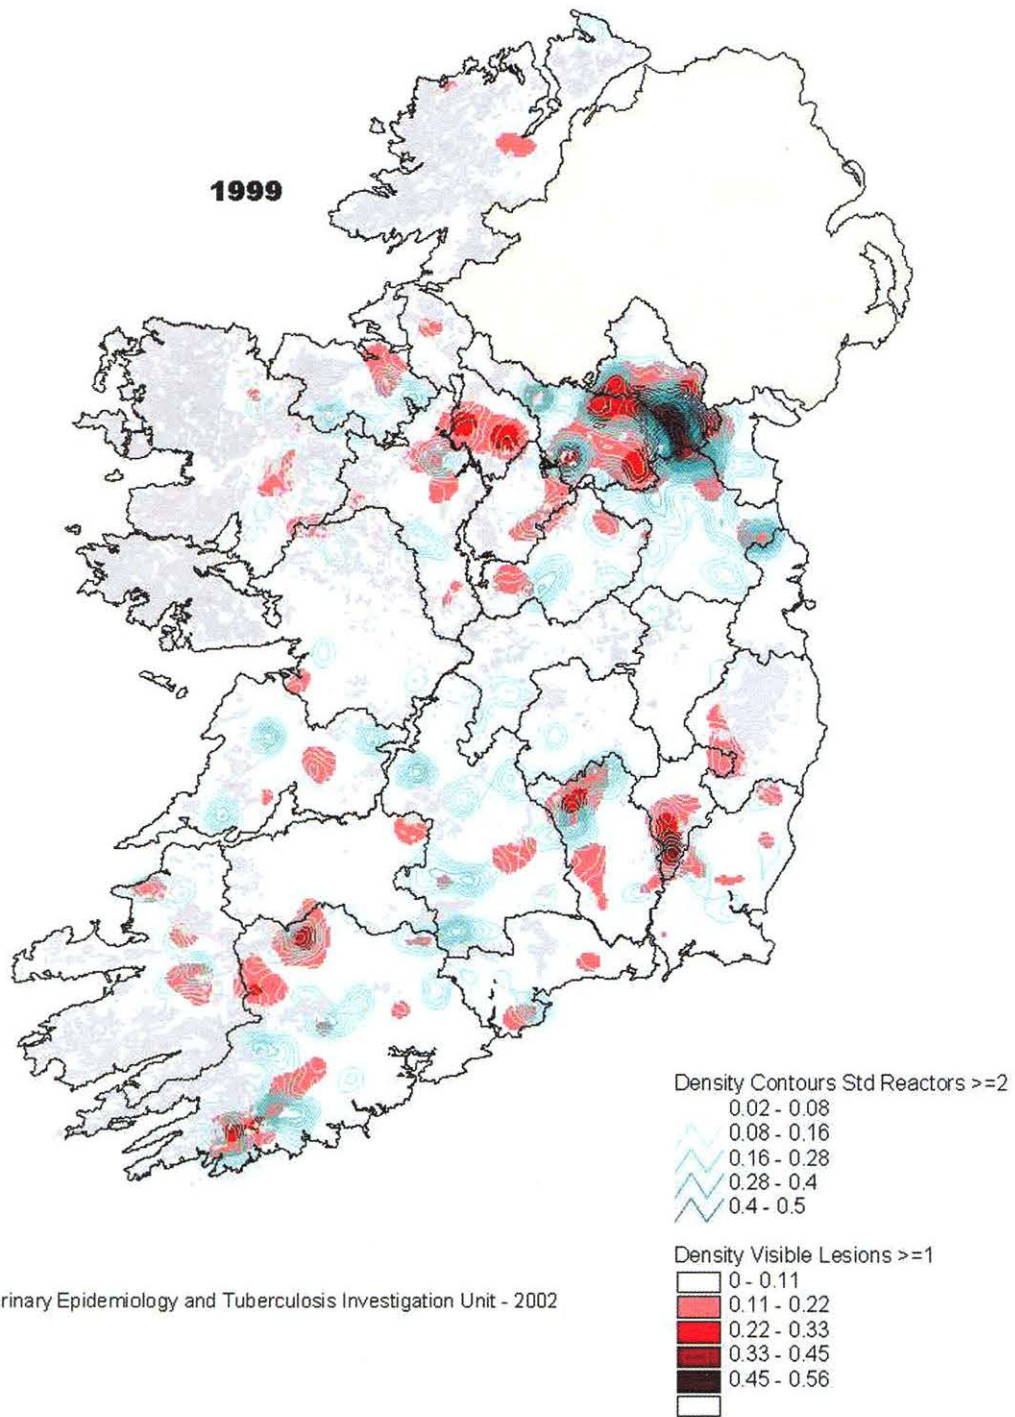 1999
Density Contours Std Reactors >=2
0.02 - 0.08
0.08 - 0.16
0.16 - 0.28
0.28 - 0.4
0.4 - 0.5
Density Visible Lesions >=1
0 - 0.11
0.11 - 0.22
0.22 - 0.33
0.33 - 0.45
0.45 - 0.56
rinary Epidemiology and Tuberculosis Investigation Unit - 2002